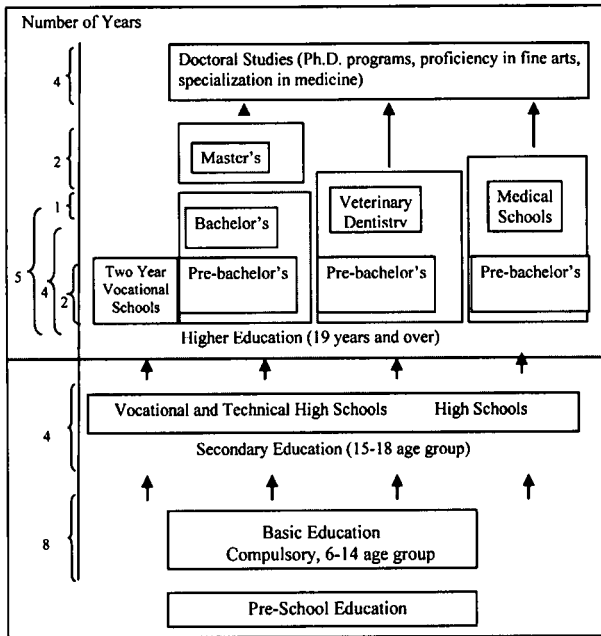 Number of Years
Doctoral Studies (Ph.D. programs, proficiency in fine arts,
specialization in medicine)
4
2
Master's
1
Bachelor's
Veterinary
Dentistry
Medical
Schools
5
4
2
Two Year
Vocational
Schools
Pre-bachelor's
Pre-bachelor's
Pre-bachelor's
Higher Education (19 years and over)
Vocational and Technical High Schools High Schools
4
Secondary Education (15-18 age group)
8
Basic Education
Compulsory, 6-14 age group
Pre-School Education